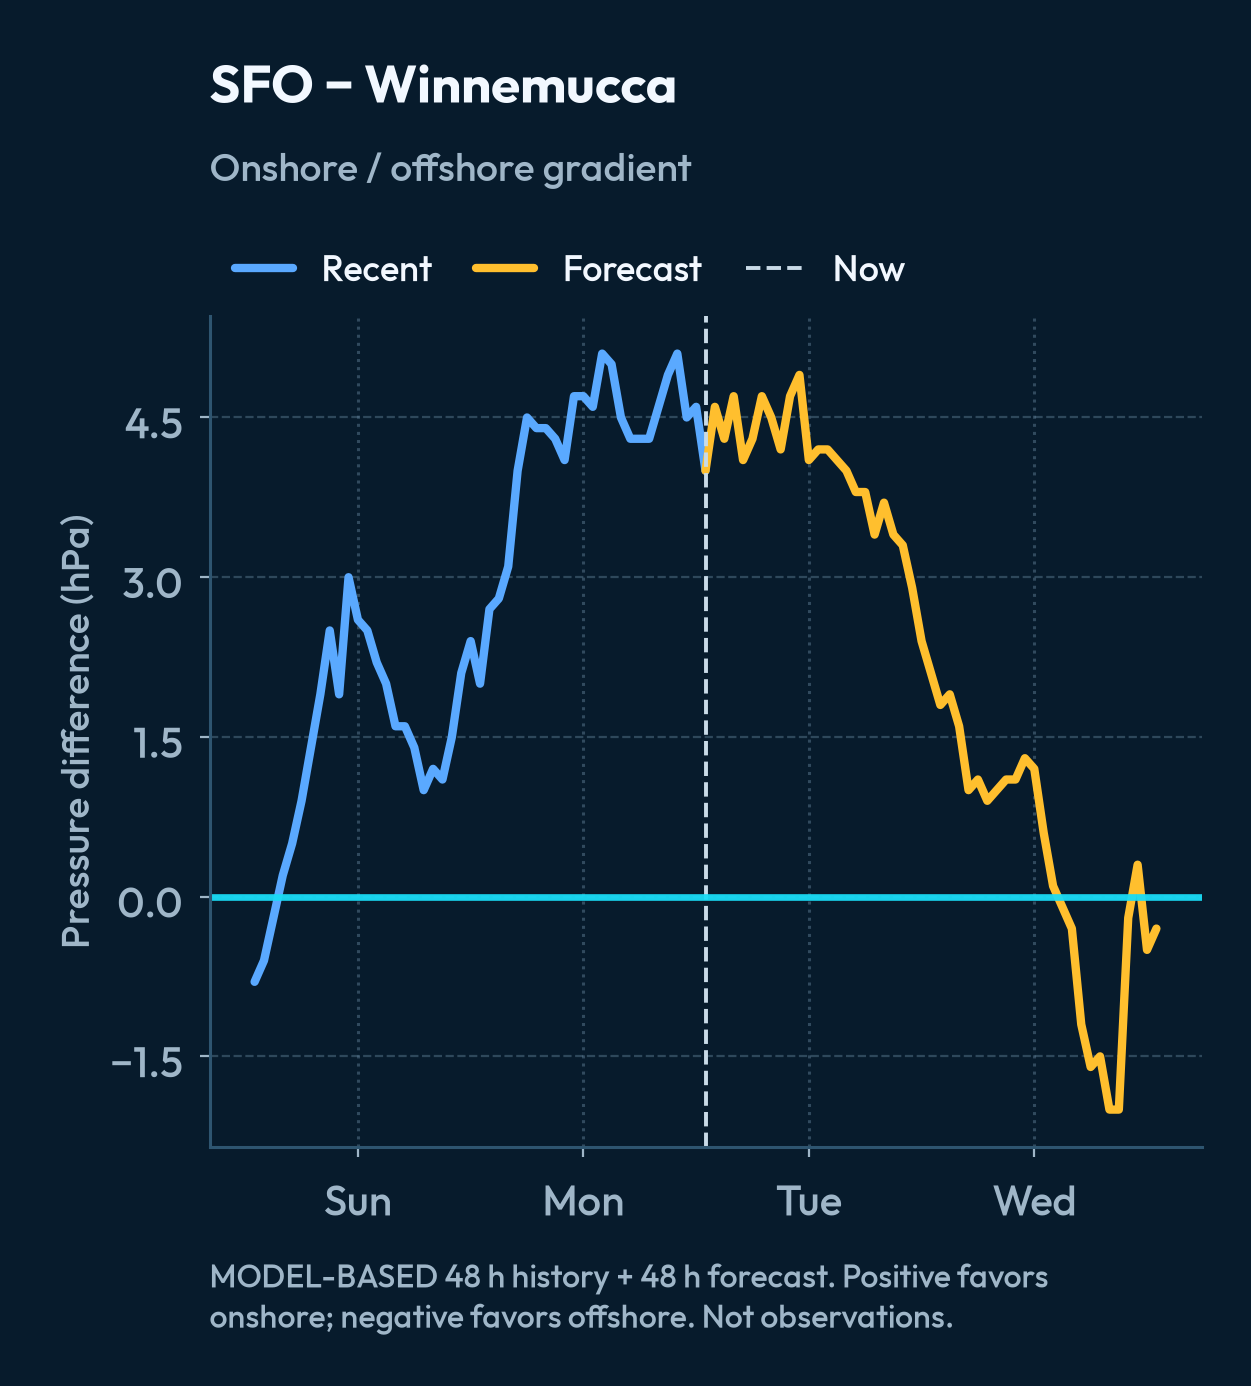 SFO – Winnemucca
Onshore / offshore gradient
Recent
Forecast
Now
Pressure difference (hPa)
4.5
3.0
1.5
0.0
−1.5
Sun
Mon
Tue
Wed
MODEL-BASED 48 h history + 48 h forecast. Positive favors
onshore; negative favors offshore. Not observations.